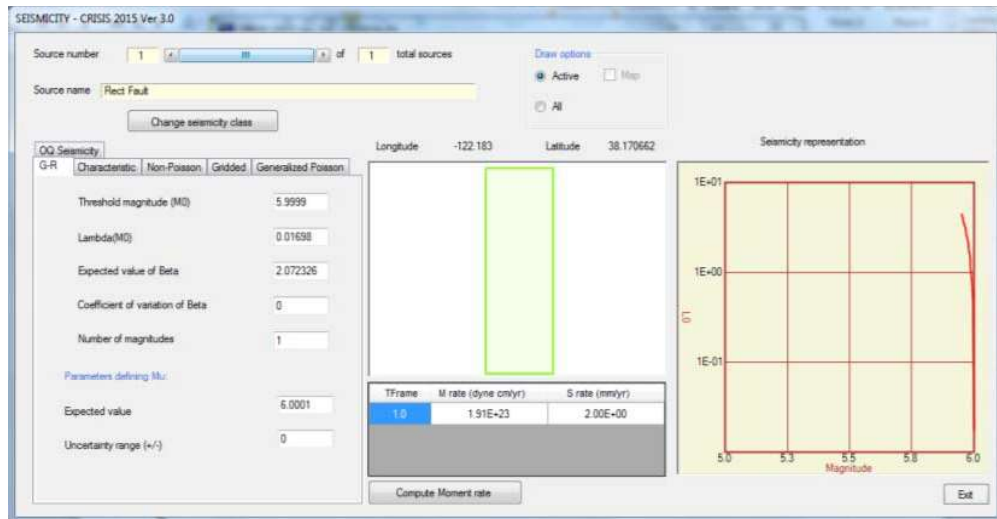 SEISMICITY - CRISIS 2015 Ver 3.0
Source number 1 of 1 total sources
Source name Rect Fault
Change seismicity class
Draw options
Active Map
All
OQ Seismicity
G-R Characteristic Non-Poisson Gridded Generalized Poisson
Threshold magnitude (M0) 5.9999
Lambda(M0) 0.01698
Expected value of Beta 2.072326
Coefficient of variation of Beta 0
Number of magnitudes 1
Parameters defining Mu:
Expected value 6.0001
Uncertainty range (+/-) 0
Longitude -122.183 Latitude 38.170662
TFrame M rate (dyne cm/yr) S rate (mm/yr)
1.0 1.91E+23 2.00E+00
Compute Moment rate
Seismicity representation
1E+01
1E+00
1E-01
5.0 5.3 5.5 5.8 6.0
Magnitude
Exit